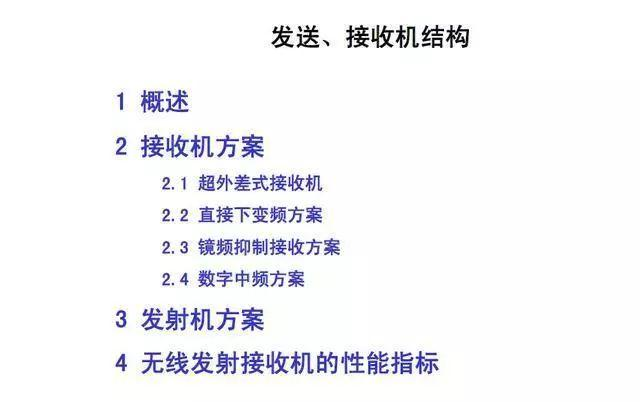 发送、接收机结构
1 概述
2 接收机方案
2.1 超外差式接收机
2.2 直接下变频方案
2.3 镜频抑制接收方案
2.4 数字中频方案
3 发射机方案
4 无线发射接收机的性能指标